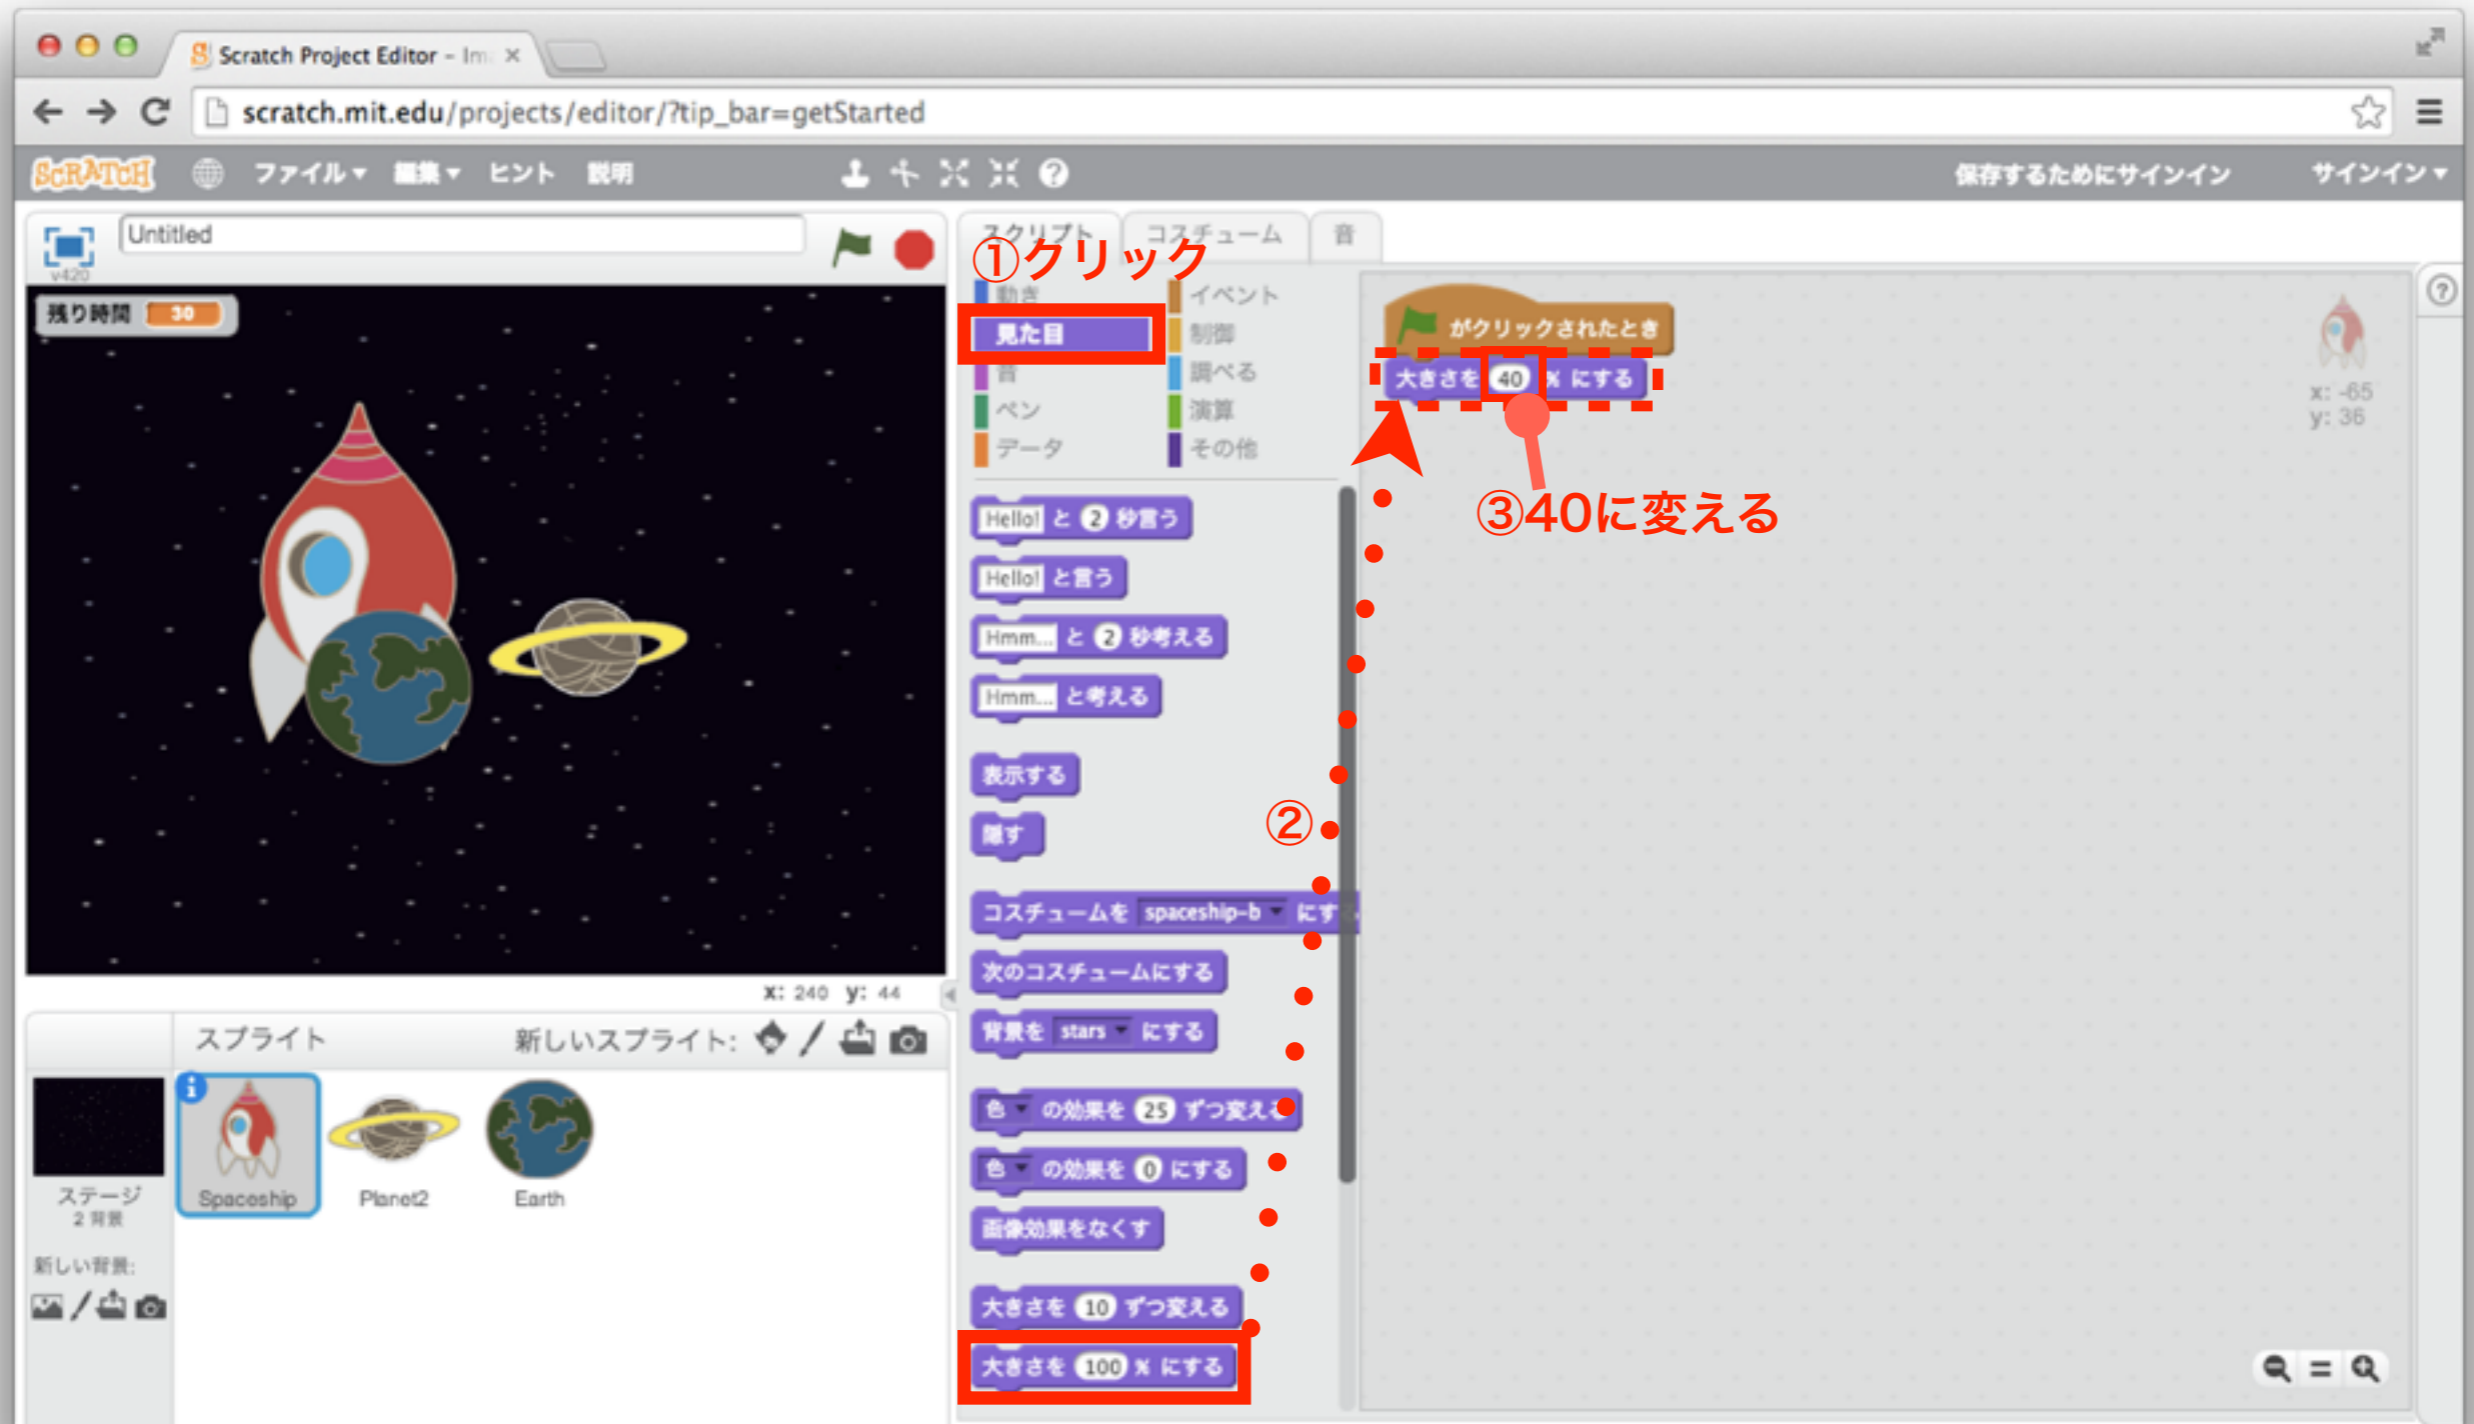 Scratch Project Editor – Im
scratch.mit.edu/projects/editor/?tip_bar=getStarted
SCRATCH ファイル 編集 ヒント 説明 保存するためにサインイン サインイン
Untitled
v420
スクリプト コスチューム 音
①クリック
残り時間 30
動き イベント
見た目 制御
音 調べる
ペン 演算
データ その他
がクリックされたとき
大きさを 40 % にする
x: -65
y: 36
③40に変える
Hello! と 2 秒言う
Hello! と言う
Hmm... と 2 秒考える
Hmm... と考える
表示する
②
隠す
コスチュームを spaceship-b にする
次のコスチュームにする
背景を stars にする
色 の効果を 25 ずつ変える
色 の効果を 0 にする
画像効果をなくす
大きさを 10 ずつ変える
大きさを 100 % にする
x: 240 y: 44
スプライト 新しいスプライト:
ステージ
2 背景
Spaceship Planet2 Earth
新しい背景: